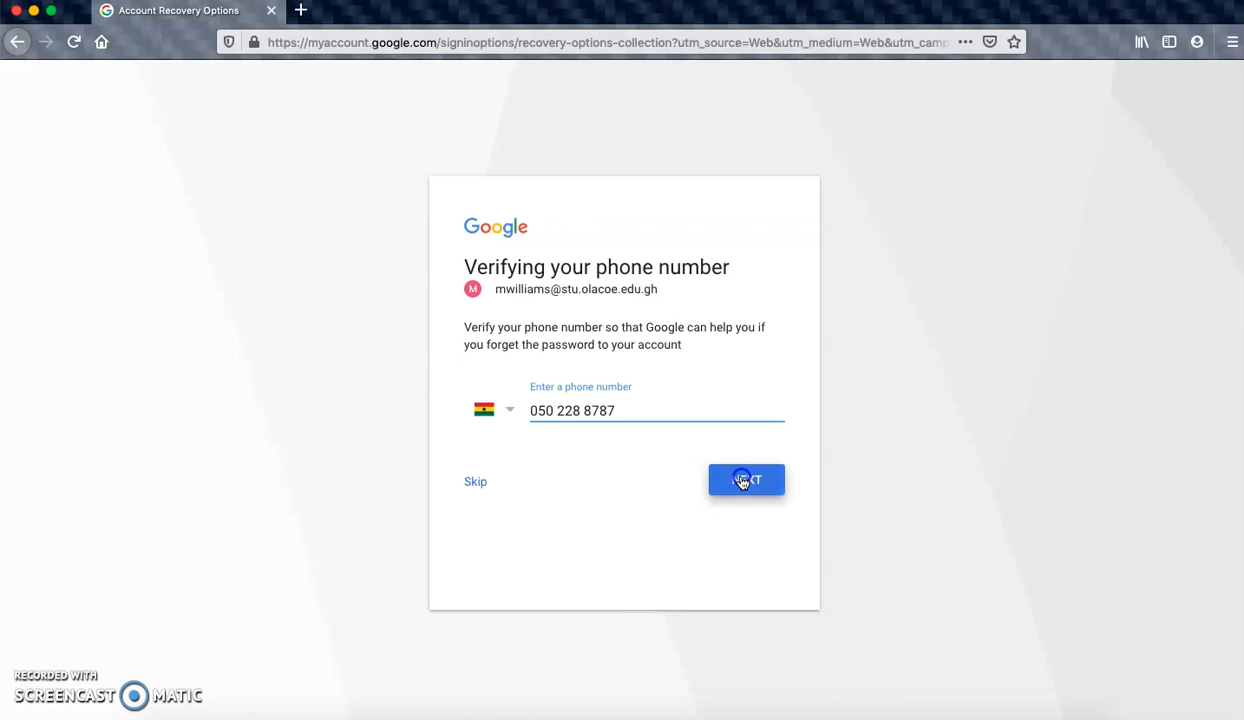 Account Recovery Options
https://myaccount.google.com/signinoptions/recovery-options-collection?utm_source=Web&utm_medium=Web&utm_camp
Google
Verifying your phone number
M mwilliams@stu.olacoe.edu.gh
Verify your phone number so that Google can help you if
you forget the password to your account
Enter a phone number
050 228 8787
Skip
NEXT
RECORDED WITH
SCREENCAST MATIC